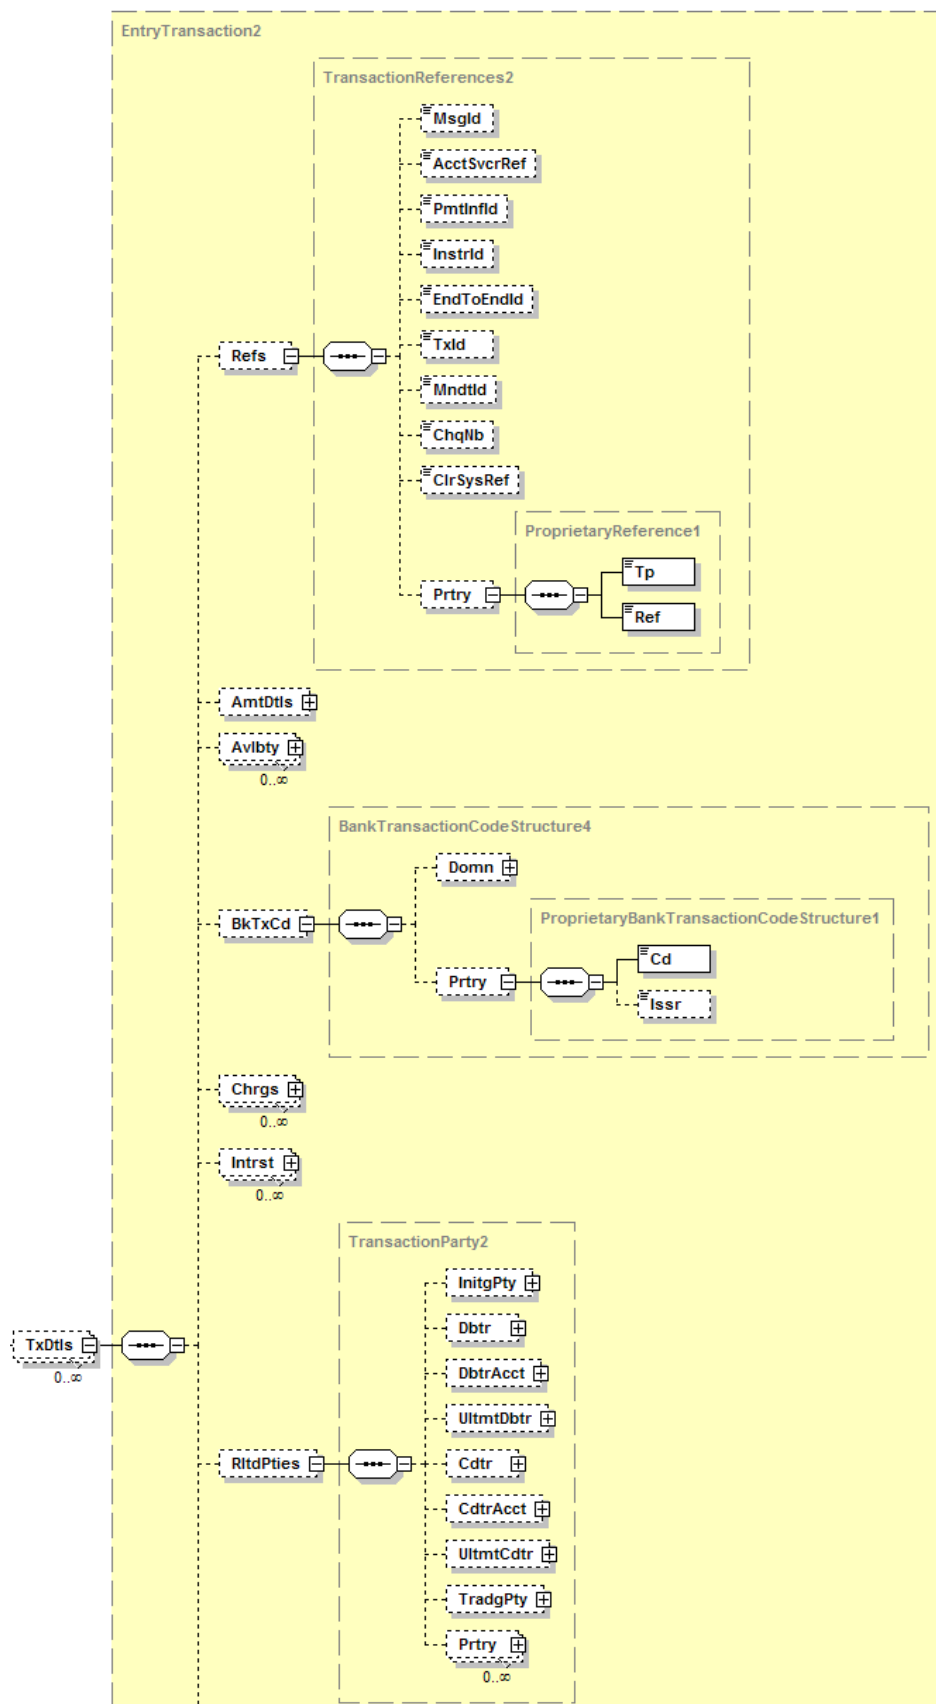 EntryTransaction2
TransactionReferences2
MsgId
AcctSvcrRef
PmtInfId
InstrId
EndToEndId
Refs
TxId
MndtId
ChqNb
ClrSysRef
ProprietaryReference1
Tp
Prtry
Ref
AmtDtls
Avlbty
0..∞
BankTransactionCodeStructure4
Domn
ProprietaryBankTransactionCodeStructure1
BkTxCd
Cd
Prtry
Issr
Chrgs
0..∞
Intrst
0..∞
TransactionParty2
InitgPty
Dbtr
TxDtls
0..∞
DbtrAcct
UltmtDbtr
RltdPties
Cdtr
CdtrAcct
UltmtCdtr
TradgPty
Prtry
0..∞